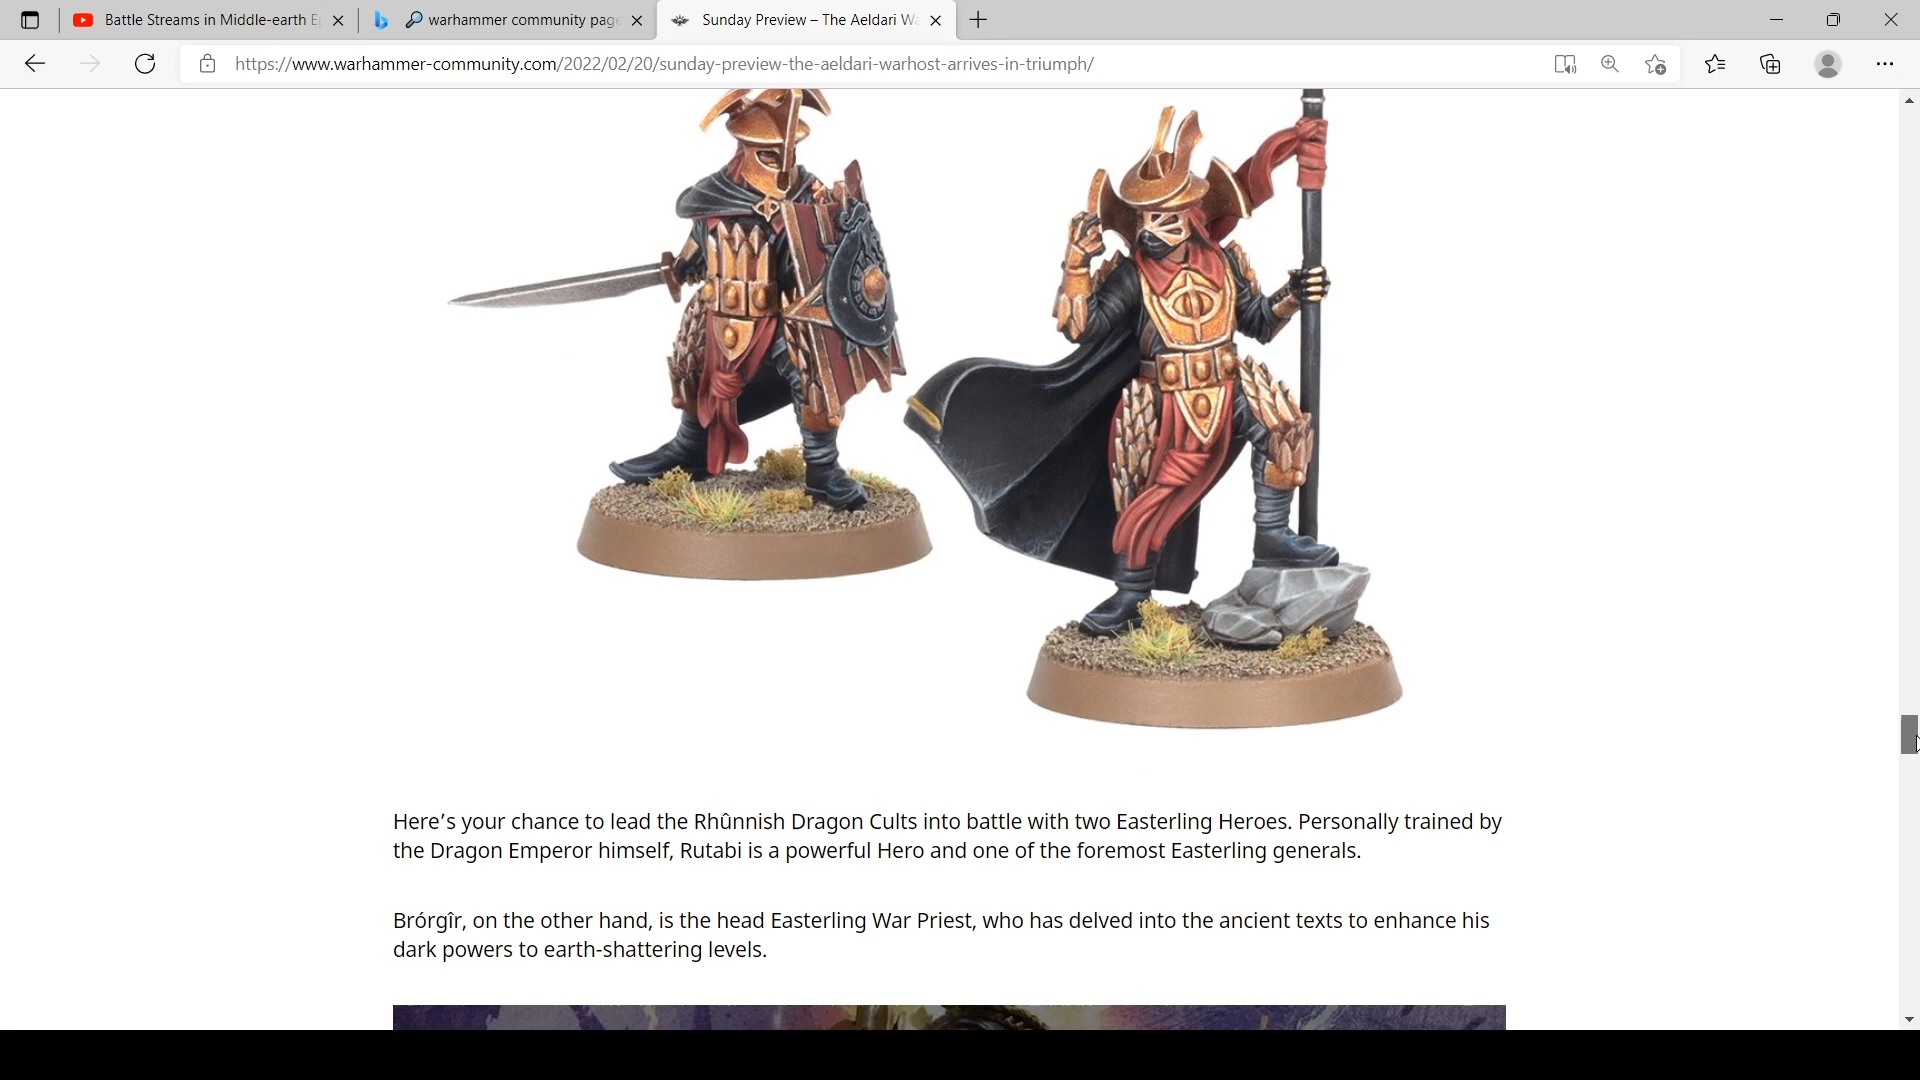 Battle Streams in Middle-earth E
warhammer community page
Sunday Preview – The Aeldari Wa
https://www.warhammer-community.com/2022/02/20/sunday-preview-the-aeldari-warhost-arrives-in-triumph/
Here’s your chance to lead the Rhûnnish Dragon Cults into battle with two Easterling Heroes. Personally trained by
the Dragon Emperor himself, Rutabi is a powerful Hero and one of the foremost Easterling generals.
Brórgîr, on the other hand, is the head Easterling War Priest, who has delved into the ancient texts to enhance his
dark powers to earth-shattering levels.